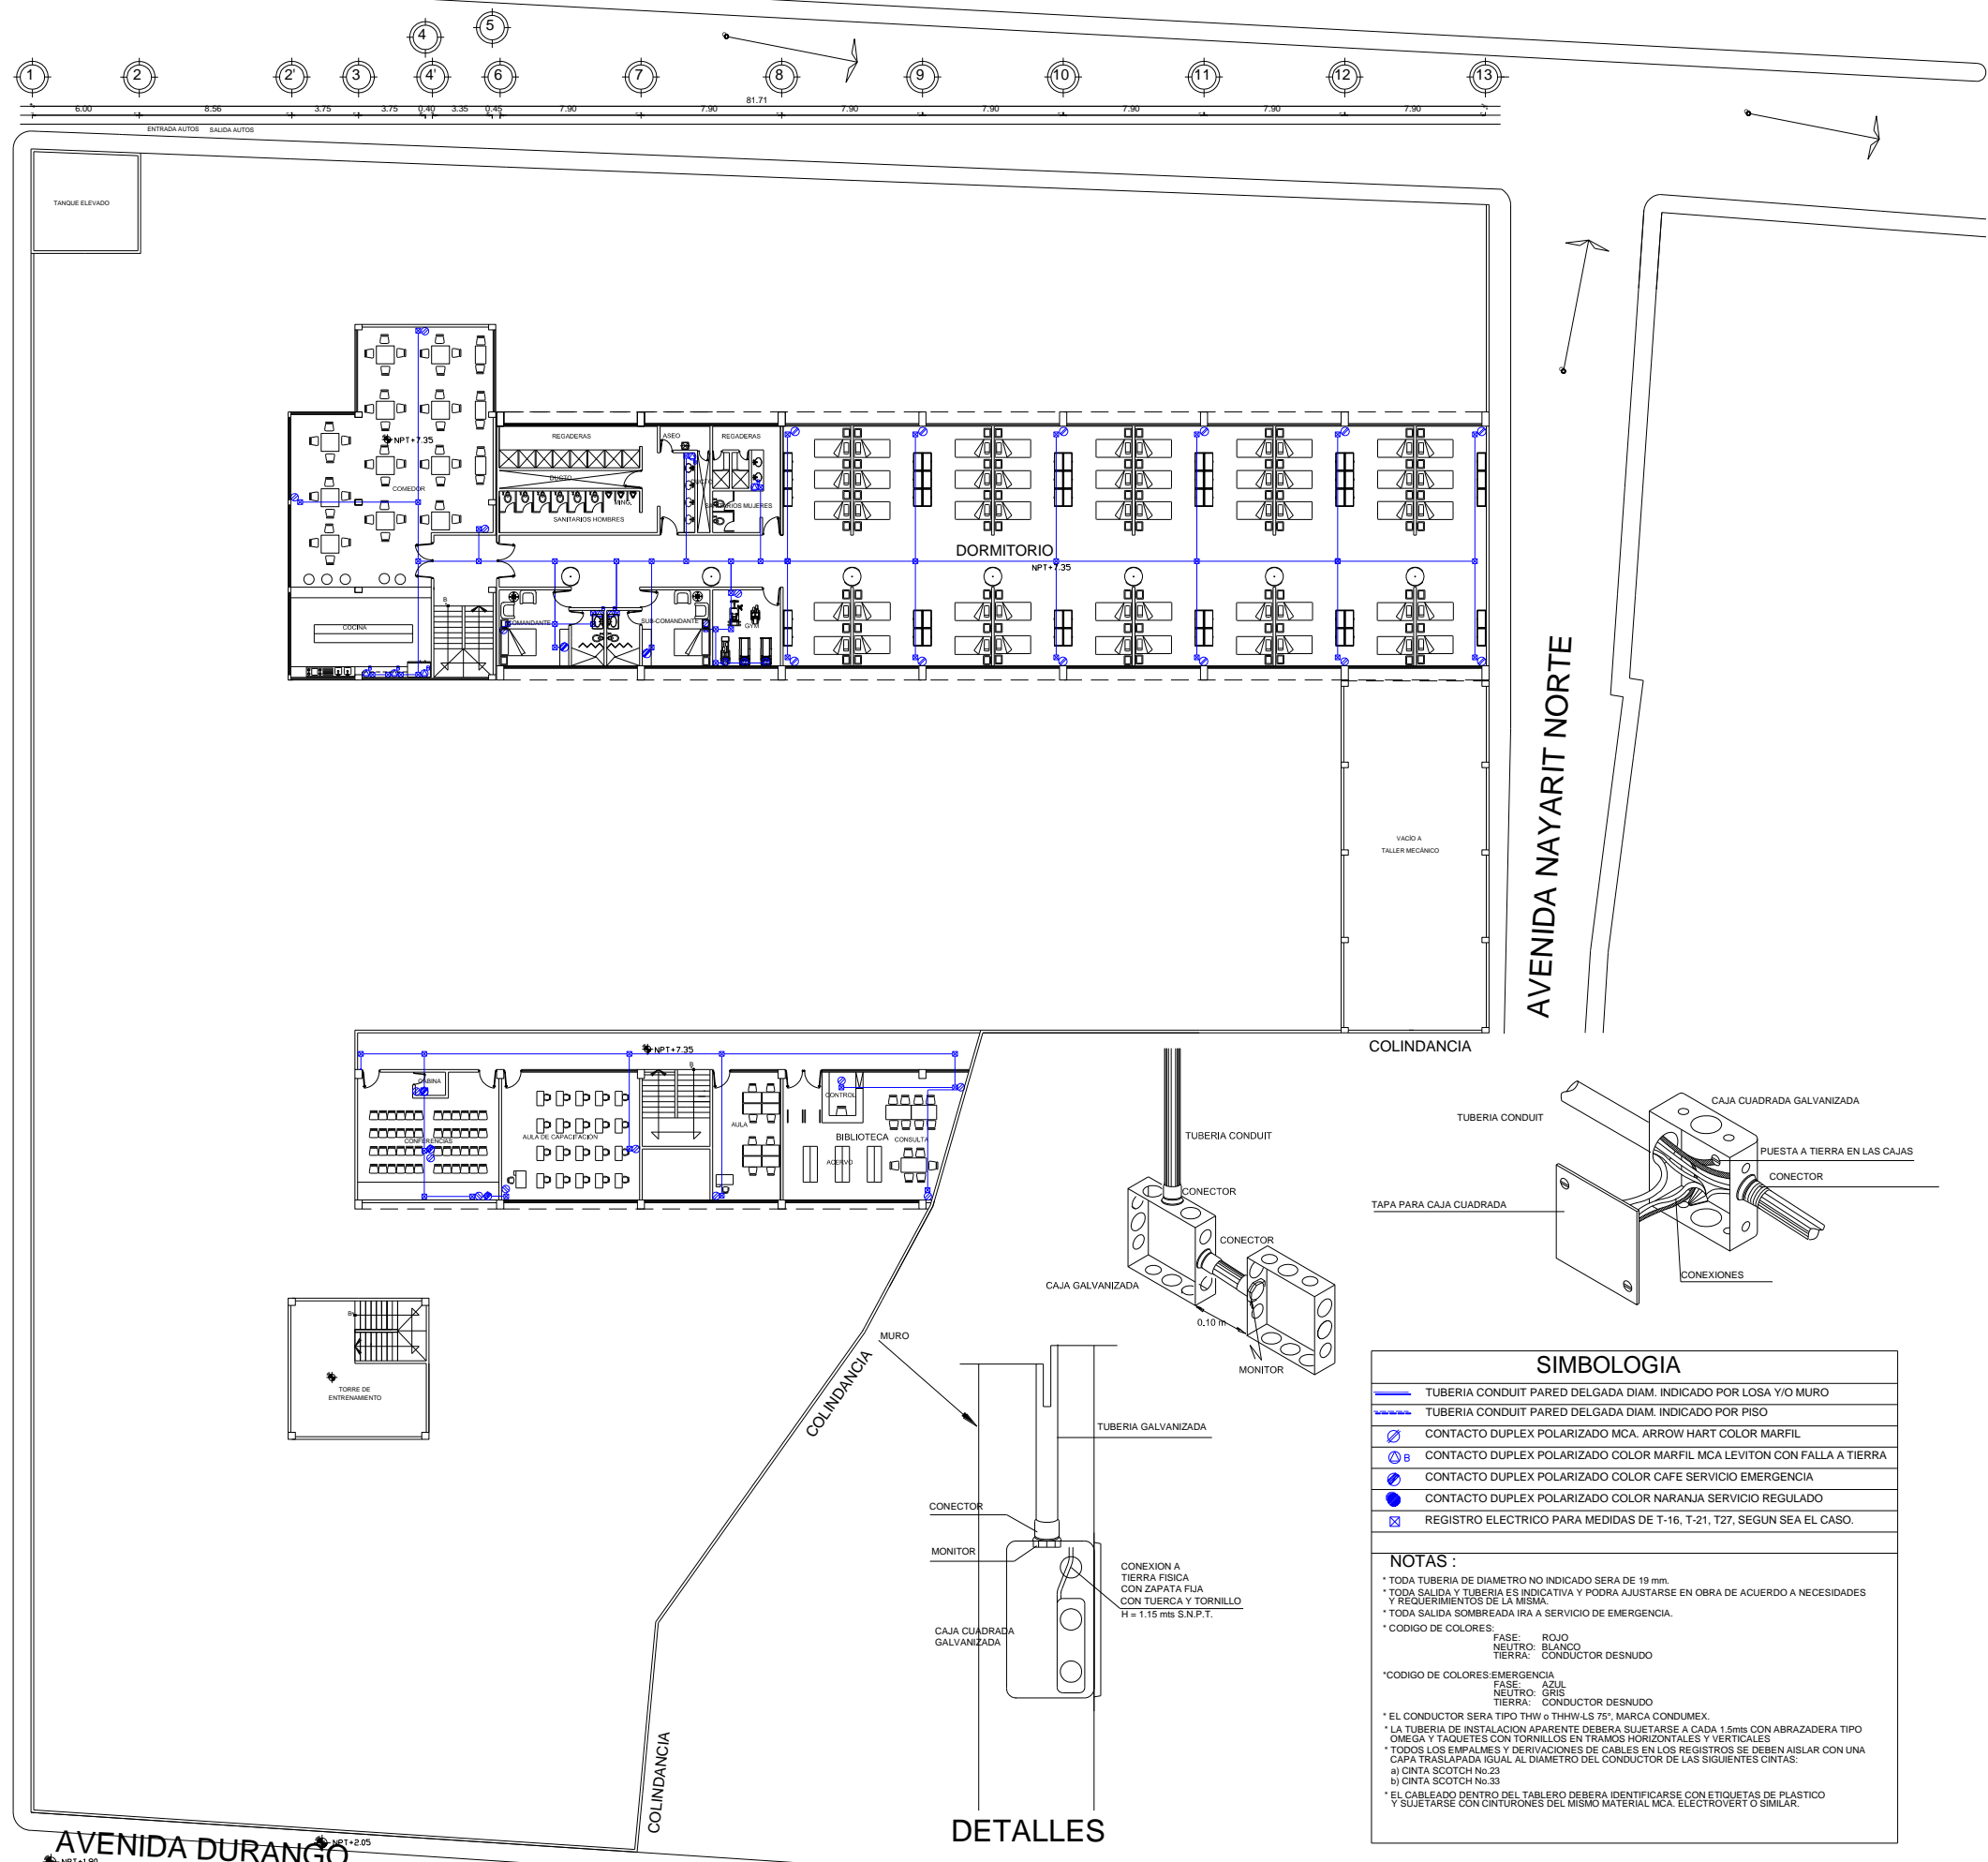 4
5
1
2
2'
3
4'
6
7
8
9
10
11
12
13
81.71
6.00
8.56
3.75
3.75
0.40
3.35
0.45
7.90
7.90
7.90
7.90
7.90
7.90
7.90
ENTRADA AUTOS
SALIDA AUTOS
TANQUE ELEVADO
NPT+7.35
COMEDOR
REGADERAS
ASEO
REGADERAS
DUCTO
DUCTO
MING.
SANITARIOS HOMBRES
SANITARIOS MUJERES
DORMITORIO
NPT+7.35
B
COCINA
COMANDANTE
SUB-COMANDANTE
GYM
AVENIDA NAYARIT NORTE
VACÍO A
TALLER MECÁNICO
COLINDANCIA
NPT+7.35
B
CABINA
CONTROL
CONFERENCIAS
AULA DE CAPACITACIÓN
AULA
BIBLIOTECA
CONSULTA
ACERVO
TUBERIA CONDUIT
CONECTOR
CONECTOR
CAJA GALVANIZADA
0.10 m
MONITOR
TUBERIA CONDUIT
CAJA CUADRADA GALVANIZADA
PUESTA A TIERRA EN LAS CAJAS
CONECTOR
TAPA PARA CAJA CUADRADA
CONEXIONES
B
TORRE DE
ENTRENAMIENTO
MURO
COLINDANCIA
TUBERIA GALVANIZADA
CONECTOR
MONITOR
CONEXION A
TIERRA FISICA
CON ZAPATA FIJA
CON TUERCA Y TORNILLO
H = 1.15 mts S.N.P.T.
CAJA CUADRADA
GALVANIZADA
COLINDANCIA
DETALLES
SIMBOLOGIA
TUBERIA CONDUIT PARED DELGADA DIAM. INDICADO POR LOSA Y/O MURO
TUBERIA CONDUIT PARED DELGADA DIAM. INDICADO POR PISO
CONTACTO DUPLEX POLARIZADO MCA. ARROW HART COLOR MARFIL
B CONTACTO DUPLEX POLARIZADO COLOR MARFIL MCA LEVITON CON FALLA A TIERRA
CONTACTO DUPLEX POLARIZADO COLOR CAFE SERVICIO EMERGENCIA
CONTACTO DUPLEX POLARIZADO COLOR NARANJA SERVICIO REGULADO
REGISTRO ELECTRICO PARA MEDIDAS DE T-16, T-21, T27, SEGUN SEA EL CASO.
NOTAS :
* TODA TUBERIA DE DIAMETRO NO INDICADO SERA DE 19 mm.
* TODA SALIDA Y TUBERIA ES INDICATIVA Y PODRA AJUSTARSE EN OBRA DE ACUERDO A NECESIDADES
Y REQUERIMIENTOS DE LA MISMA.
* TODA SALIDA SOMBREADA IRA A SERVICIO DE EMERGENCIA.
* CODIGO DE COLORES:
FASE: ROJO
NEUTRO: BLANCO
TIERRA: CONDUCTOR DESNUDO
*CODIGO DE COLORES:EMERGENCIA
FASE: AZUL
NEUTRO: GRIS
TIERRA: CONDUCTOR DESNUDO
* EL CONDUCTOR SERA TIPO THW o THHW-LS 75°, MARCA CONDUMEX.
* LA TUBERIA DE INSTALACION APARENTE DEBERA SUJETARSE A CADA 1.5mts CON ABRAZADERA TIPO
OMEGA Y TAQUETES CON TORNILLOS EN TRAMOS HORIZONTALES Y VERTICALES
* TODOS LOS EMPALMES Y DERIVACIONES DE CABLES EN LOS REGISTROS SE DEBEN AISLAR CON UNA
CAPA TRASLAPADA IGUAL AL DIAMETRO DEL CONDUCTOR DE LAS SIGUIENTES CINTAS:
a) CINTA SCOTCH No.23
b) CINTA SCOTCH No.33
* EL CABLEADO DENTRO DEL TABLERO DEBERA IDENTIFICARSE CON ETIQUETAS DE PLASTICO
Y SUJETARSE CON CINTURONES DEL MISMO MATERIAL MCA. ELECTROVERT O SIMILAR.
AVENIDA DURANGO
NPT+2.05
NPT+1.90